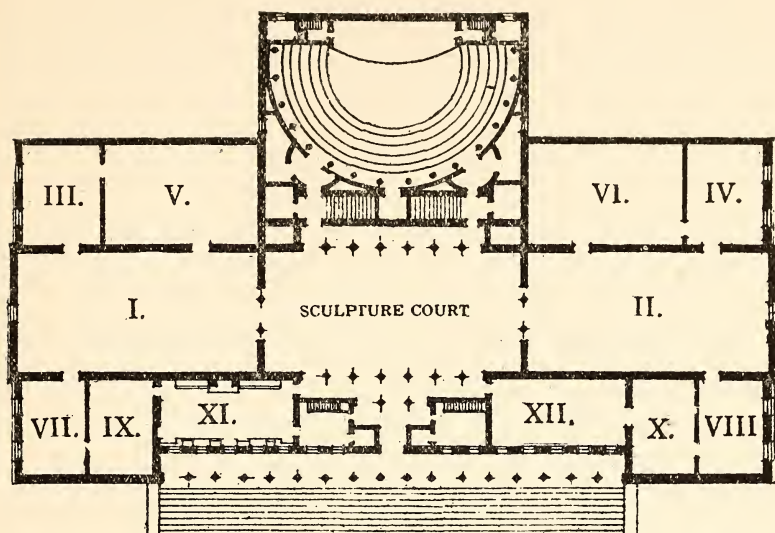 III. V. VI. IV.
I. SCULPTURE COURT II.
VII. IX. XI. XII. X. VIII